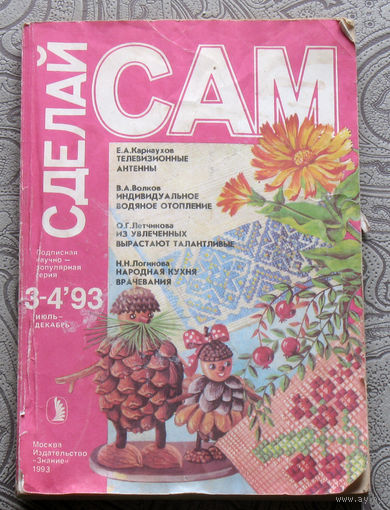 СДЕЛАЙ
САМ
Е.А.Карнаухов
ТЕЛЕВИЗИОННЫЕ
АНТЕННЫ
В.А.Волков
ИНДИВИДУАЛЬНОЕ
ВОДЯНОЕ ОТОПЛЕНИЕ
О.Г.Летчикова
ИЗ УВЛЕЧЕННЫХ
ВЫРАСТАЮТ ТАЛАНТЛИВЫЕ
Н.Н.Логинова
НАРОДНАЯ КУХНЯ
ВРАЧЕВАНИЯ
Подписная
научно —
популярная
серия
3-4'93
ИЮЛЬ-
ДЕКАБРЬ
Москва
Издательство
«Знание»
1993